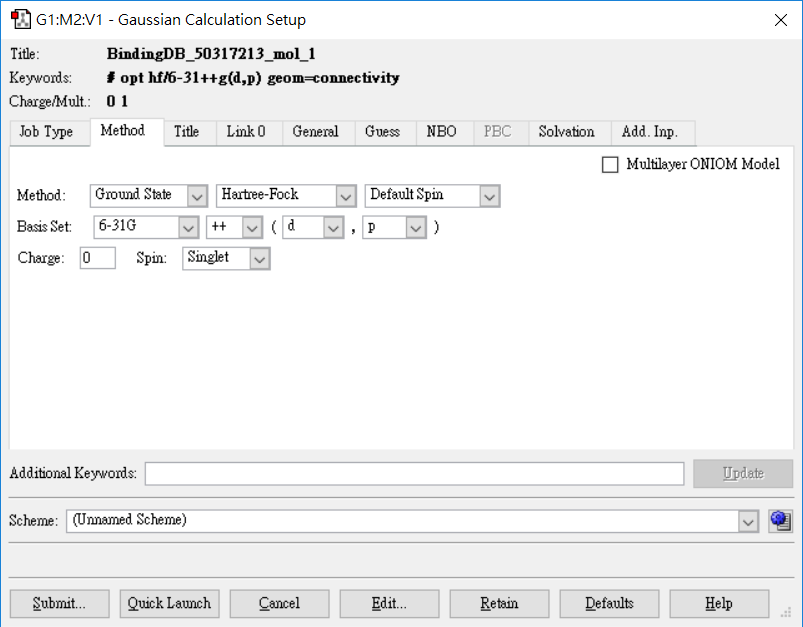 G1:M2:V1 - Gaussian Calculation Setup
Title: BindingDB_50317213_mol_1
Keywords: # opt hf/6-31++g(d,p) geom=connectivity
Charge/Mult.: 0 1
Job Type Method Title Link 0 General Guess NBO PBC Solvation Add. Inp.
Multilayer ONIOM Model
Method: Ground State Hartree-Fock Default Spin
Basis Set: 6-31G ++ ( d , p )
Charge: 0 Spin: Singlet
Additional Keywords: Update
Scheme: (Unnamed Scheme)
Submit... Quick Launch Cancel Edit... Retain Defaults Help